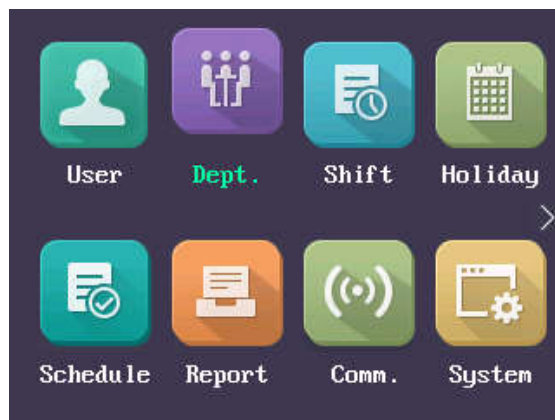 User Dept. Shift Holiday
Schedule Report Comm. System